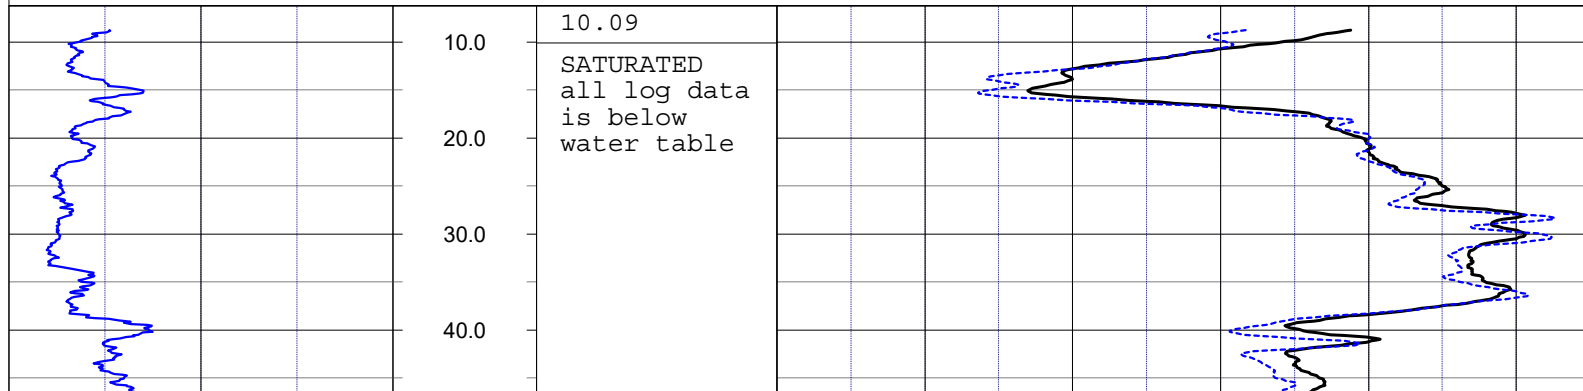 10.09
10.0
SATURATED
all log data
is below
water table
20.0
30.0
40.0